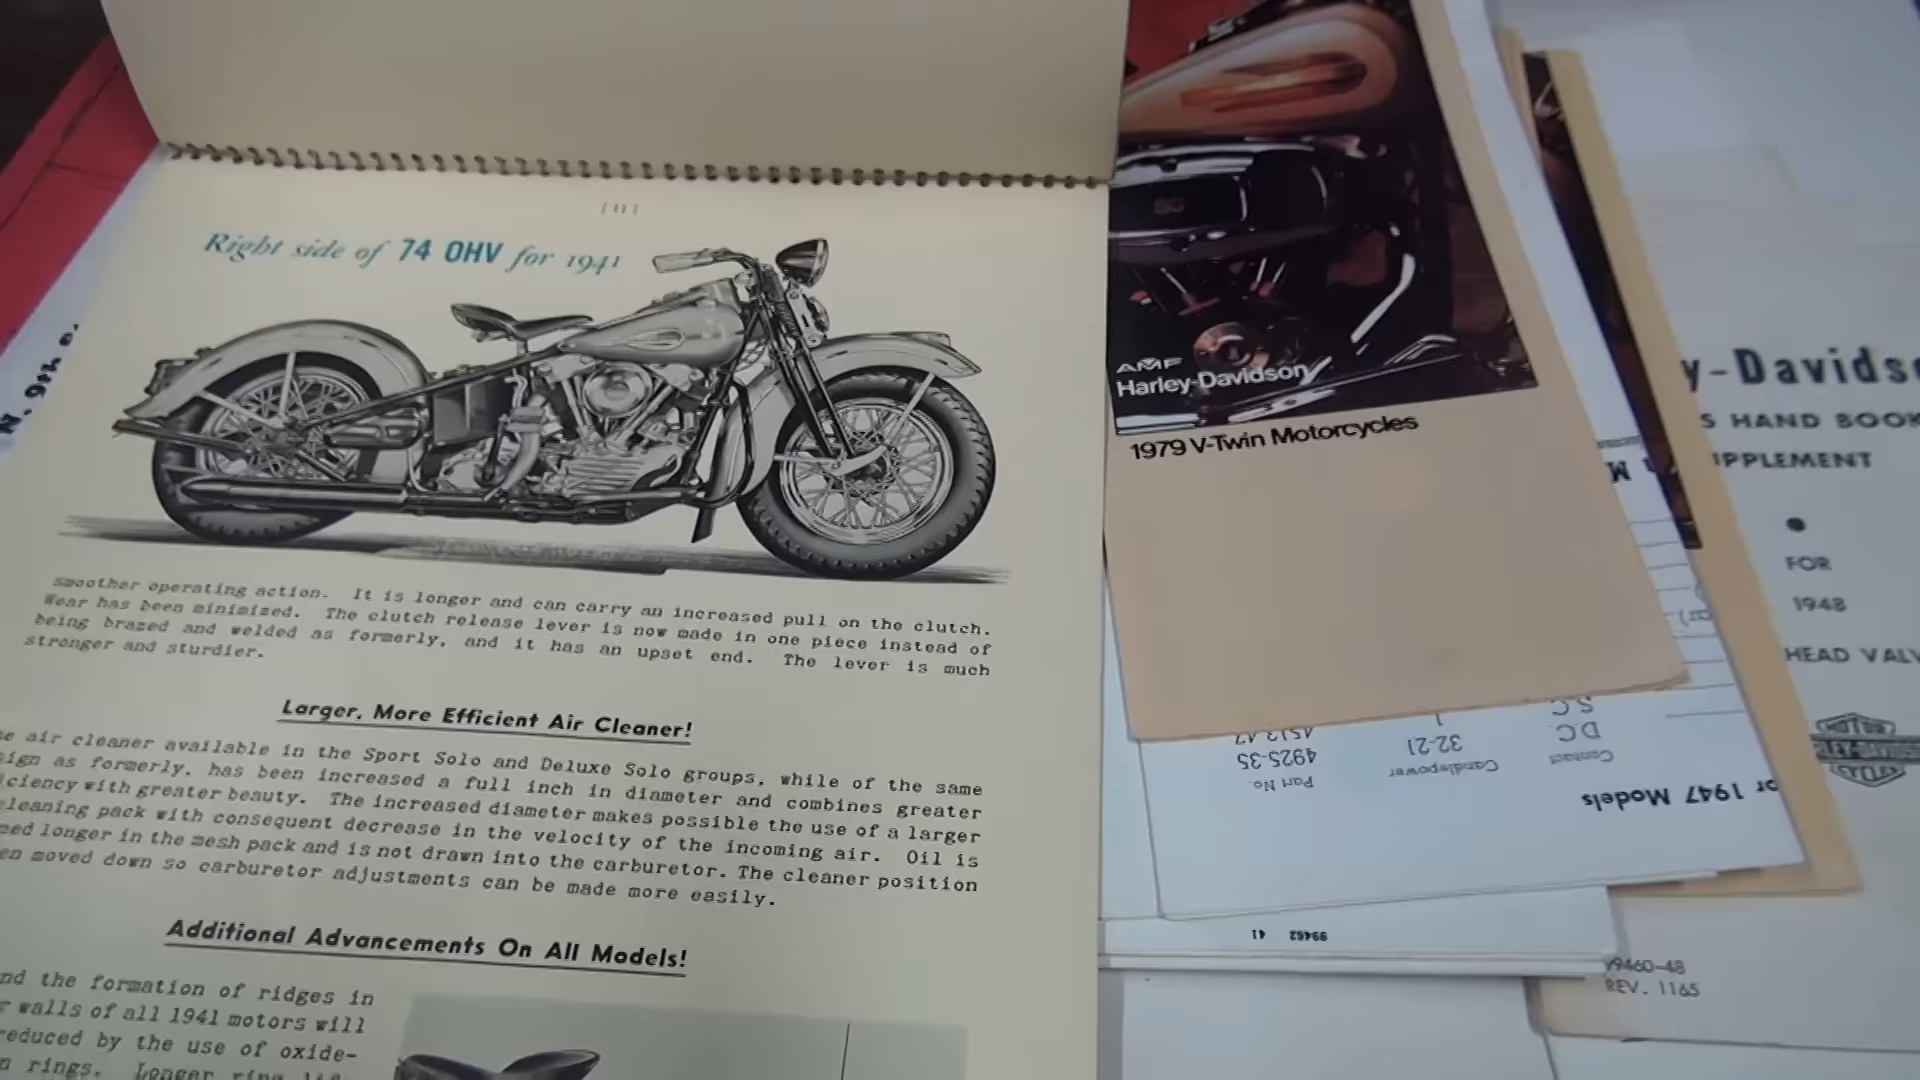 Right side of 74 OHV for 1941
smoother operating action. It is longer and can carry an increased pull on the clutch.
Wear has been minimized. The clutch release lever is now made in one piece instead of
being brazed and welded as formerly, and it has an upset end. The lever is much
stronger and sturdier.
Larger, More Efficient Air Cleaner!
air cleaner available in the Sport Solo and Deluxe Solo groups, while of the same
as formerly, has been increased a full inch in diameter and combines greater
with greater beauty. The increased diameter makes possible the use of a larger
pack with consequent decrease in the velocity of the incoming air. Oil is
longer in the mesh pack and is not drawn into the carburetor. The cleaner position
moved down so carburetor adjustments can be made more easily.
Additional Advancements On All Models!
the formation of ridges in
walls of all 1941 motors will
reduced by the use of oxide-
rings. Longer ring
AMF
Harley-Davidson
1979 V-Twin Motorcycles
y-Davids
HAND BOOK
FOR
1948
HEAD VALV
MOTOR
CYCLES
1947 Models
Part No.
Candlepower
Contact
4925-35
32-21
D.C.
1
S.C.
99462 41
99460-48
REV. 1165
9th